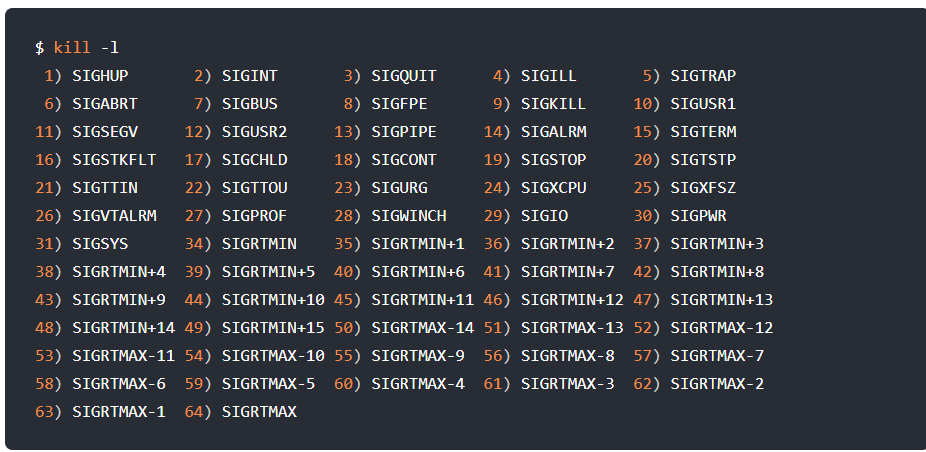 $ kill -l
 1) SIGHUP       2) SIGINT       3) SIGQUIT      4) SIGILL       5) SIGTRAP
 6) SIGABRT      7) SIGBUS       8) SIGFPE       9) SIGKILL     10) SIGUSR1
11) SIGSEGV     12) SIGUSR2     13) SIGPIPE     14) SIGALRM     15) SIGTERM
16) SIGSTKFLT   17) SIGCHLD     18) SIGCONT     19) SIGSTOP     20) SIGTSTP
21) SIGTTIN     22) SIGTTOU     23) SIGURG      24) SIGXCPU     25) SIGXFSZ
26) SIGVTALRM   27) SIGPROF     28) SIGWINCH    29) SIGIO       30) SIGPWR
31) SIGSYS      34) SIGRTMIN    35) SIGRTMIN+1  36) SIGRTMIN+2  37) SIGRTMIN+3
38) SIGRTMIN+4  39) SIGRTMIN+5  40) SIGRTMIN+6  41) SIGRTMIN+7  42) SIGRTMIN+8
43) SIGRTMIN+9  44) SIGRTMIN+10 45) SIGRTMIN+11 46) SIGRTMIN+12 47) SIGRTMIN+13
48) SIGRTMIN+14 49) SIGRTMIN+15 50) SIGRTMAX-14 51) SIGRTMAX-13 52) SIGRTMAX-12
53) SIGRTMAX-11 54) SIGRTMAX-10 55) SIGRTMAX-9  56) SIGRTMAX-8  57) SIGRTMAX-7
58) SIGRTMAX-6  59) SIGRTMAX-5  60) SIGRTMAX-4  61) SIGRTMAX-3  62) SIGRTMAX-2
63) SIGRTMAX-1  64) SIGRTMAX